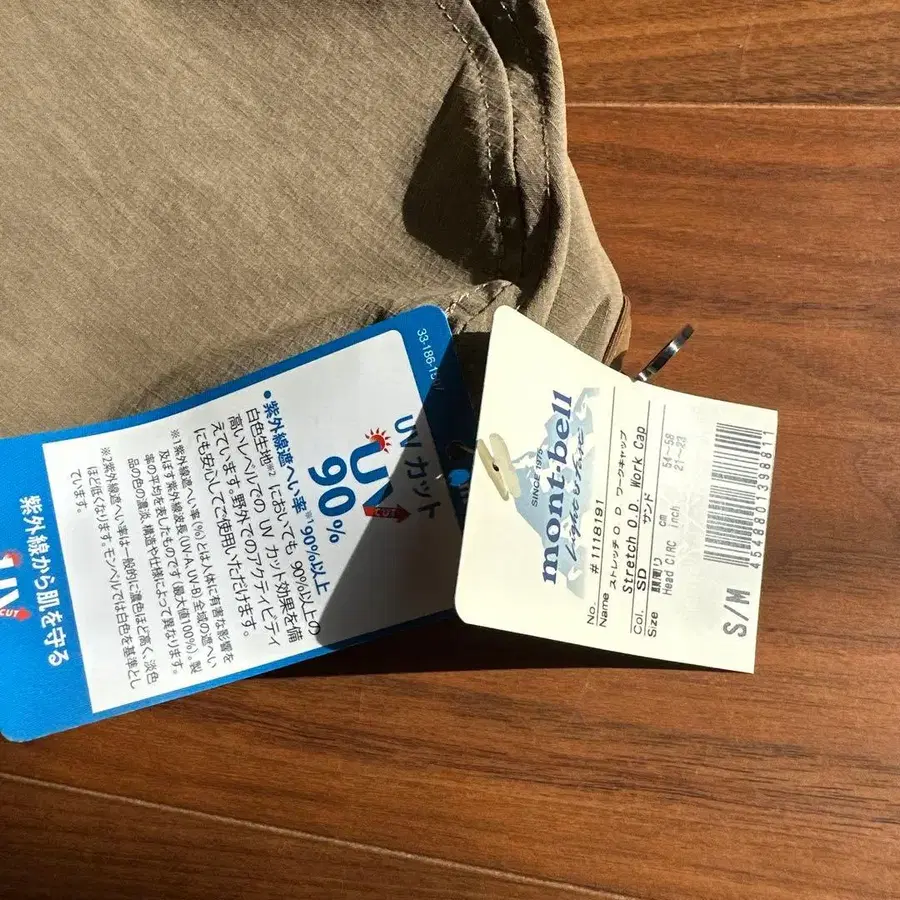 紫外線から肌を守る
CUT
33-186-15
UV カット
UV
CUT
90%
●紫外線遮へい率※1 90%以上
白色生地※2 においても、90%以上の
高いレベルでの UV カット効果を備
えています。野外でのアクティビティ
にも安心してご使用いただけます。
※1紫外線遮へい率(%)とは人体に有害な影響を
及ぼす紫外線波長(UV-A,UV-B)全域の遮へい
率の平均を表したものです(最大値100%)。製
品の色の濃淡、構造や仕様によって異なります。
※2紫外線遮へい率は一般的に濃色ほど高く、淡色
ほど低くなります。モンベルでは白色を基準とし
ています。
mont-bell
SINCE 1975
Light & Fast
No. #1118191
Name ストレッチO.D.ワークキャップ
Stretch O.D. Work Cap
Col. SD サンド
Size 頭周り cm 54~58
Head CIRC inch 21~23
S/M
4548801398811